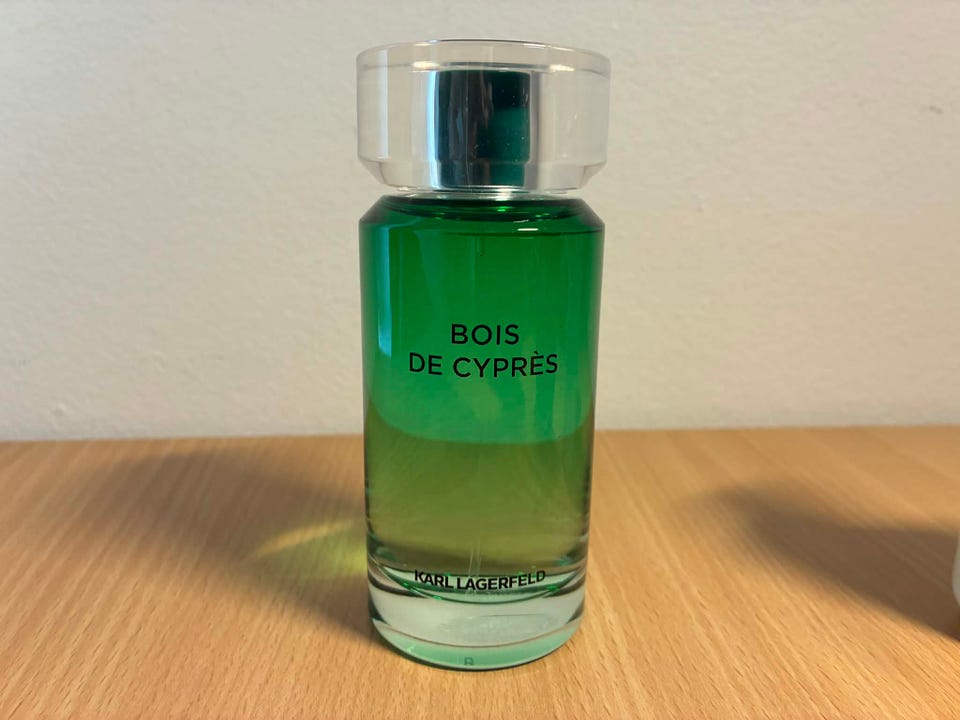 BOIS
DE CYPRÈS
KARL LAGERFELD